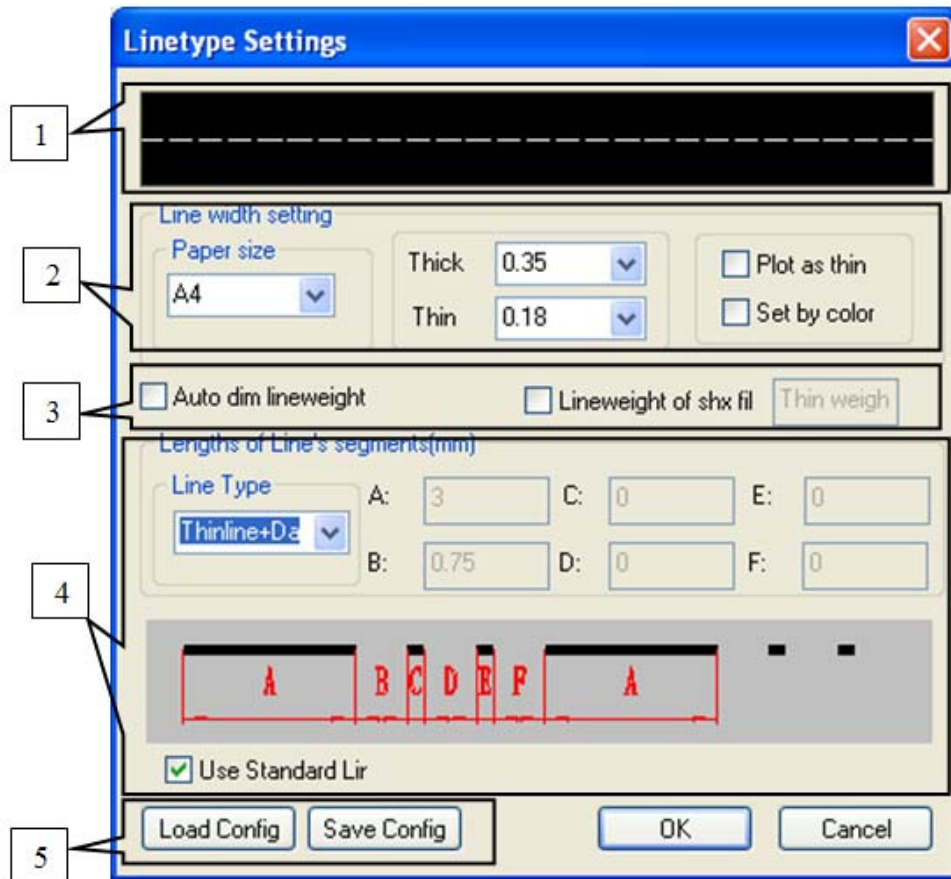 Linetype Settings
1
Line width setting
2
Paper size
A4
Thick 0.35
Thin 0.18
Plot as thin
Set by color
3
Auto dim lineweight
Lineweight of shx fil
Thin weigh
Lengths of Line's segments(mm)
Line Type
Thinline+Da
A: 3 C: 0 E: 0
B: 0.75 D: 0 F: 0
4
A B C D E F A
Use Standard Lir
5
Load Config Save Config OK Cancel